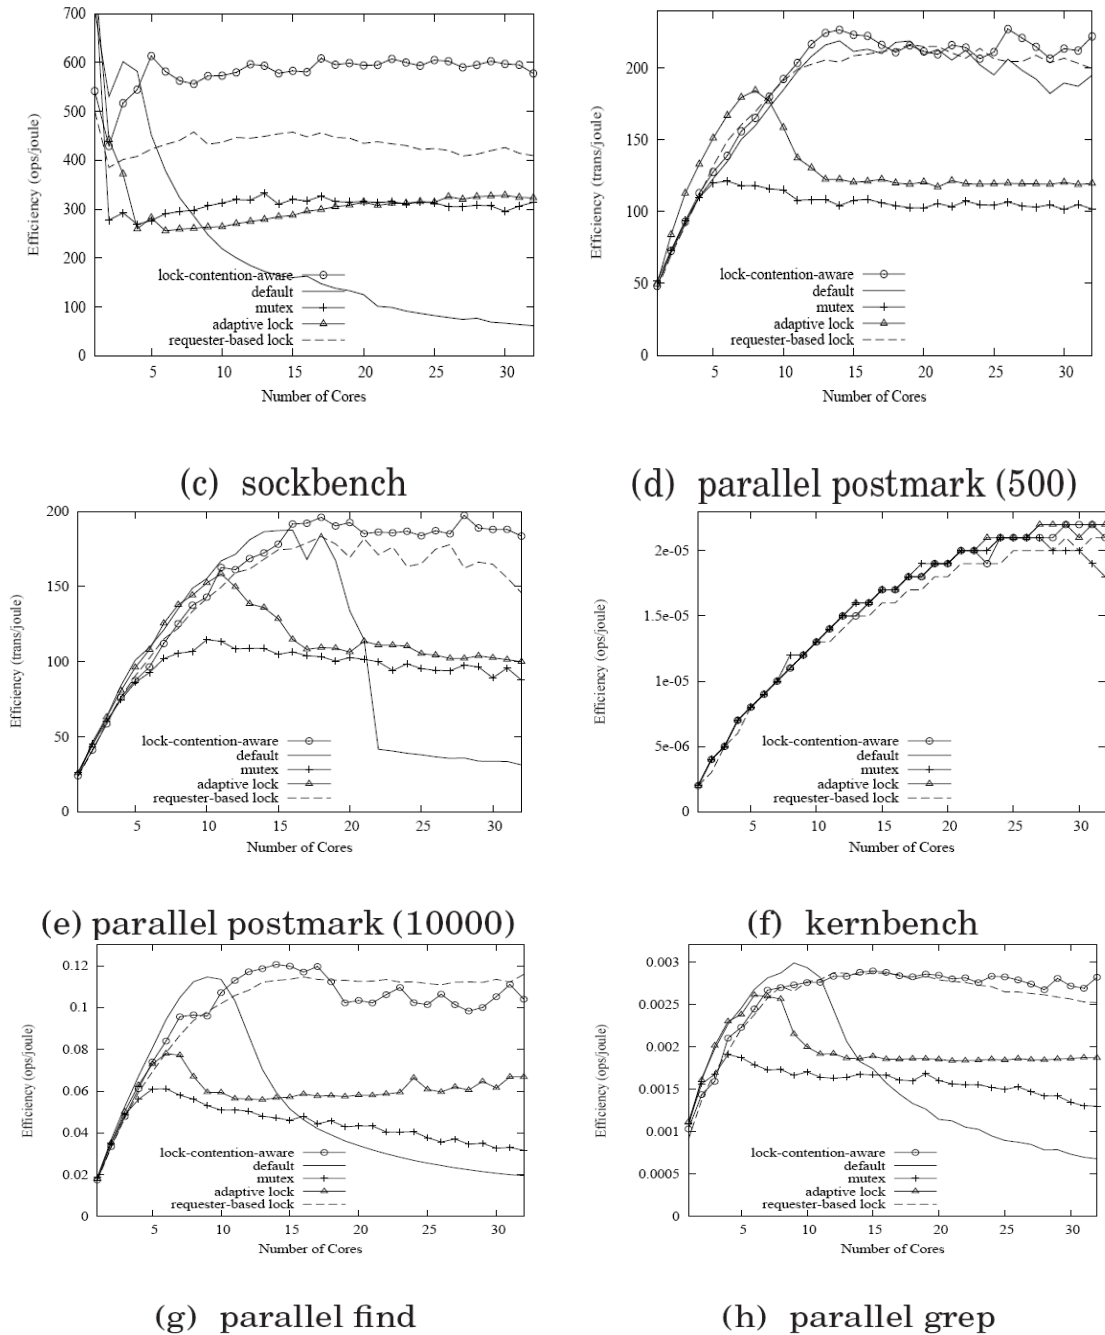 700
600
500
400
300
200
100
0
Efficiency (ops/joule)
lock-contention-aware
default
mutex
adaptive lock
requester-based lock
5 10 15 20 25 30
Number of Cores
(c) sockbench
200
150
100
50
0
Efficiency (trans/joule)
lock-contention-aware
default
mutex
adaptive lock
requester-based lock
5 10 15 20 25 30
Number of Cores
(d) parallel postmark (500)
200
150
100
50
0
Efficiency (trans/joule)
lock-contention-aware
default
mutex
adaptive lock
requester-based lock
5 10 15 20 25 30
Number of Cores
(e) parallel postmark (10000)
2e-05
1.5e-05
1e-05
5e-06
0
Efficiency (ops/joule)
lock-contention-aware
default
mutex
adaptive lock
requester-based lock
5 10 15 20 25 30
Number of Cores
(f) kernbench
0.12
0.1
0.08
0.06
0.04
0.02
0
Efficiency (ops/joule)
lock-contention-aware
default
mutex
adaptive lock
requester-based lock
5 10 15 20 25 30
Number of Cores
(g) parallel find
0.003
0.0025
0.002
0.0015
0.001
0.0005
0
Efficiency (ops/joule)
lock-contention-aware
default
mutex
adaptive lock
requester-based lock
5 10 15 20 25 30
Number of Cores
(h) parallel grep